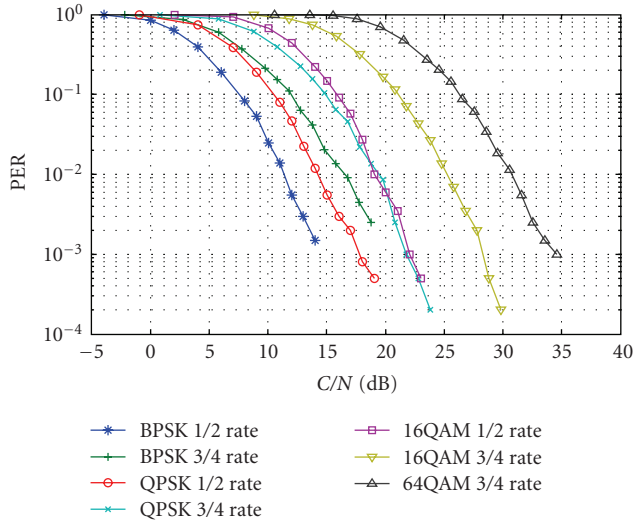 10⁰
10⁻¹
10⁻²
10⁻³
10⁻⁴
PER
−5 0 5 10 15 20 25 30 35 40
C/N (dB)
BPSK 1/2 rate
BPSK 3/4 rate
QPSK 1/2 rate
QPSK 3/4 rate
16QAM 1/2 rate
16QAM 3/4 rate
64QAM 3/4 rate